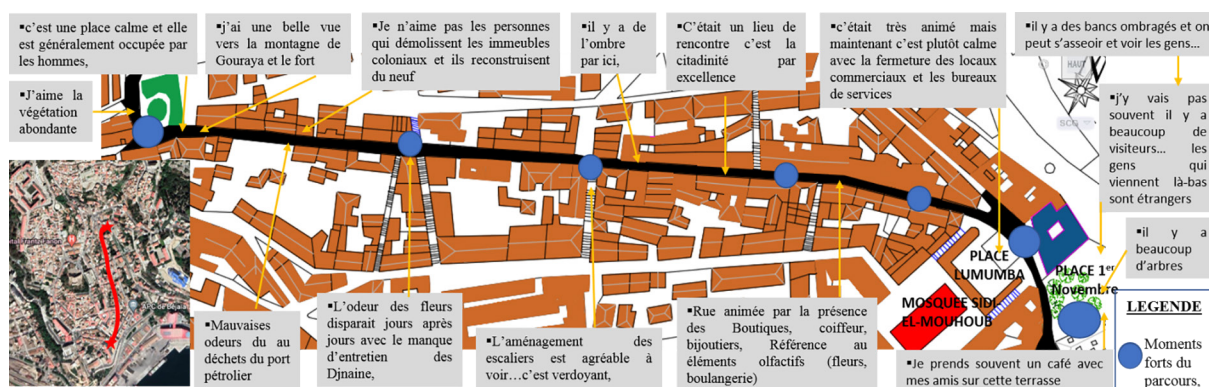 ▪c'est une place calme et elle
est généralement occupée par
les hommes,
▪j'ai une belle vue
vers la montagne de
Gouraya et le fort
▪Je n'aime pas les personnes
qui démolissent les immeubles
coloniaux et ils reconstruisent
du neuf
▪il y a de
l'ombre
par ici,
▪C'était un lieu de
rencontre c'est la
citadinité par
excellence
▪c'était très animé mais
maintenant c'est plutôt calme
avec la fermeture des locaux
commerciaux et les bureaux
de services
▪il y a des bancs ombragés et on
peut s'asseoir et voir les gens…
HAUT
▪J'aime la
végétation
abondante
▪j'y vais pas
souvent il y a
beaucoup de
visiteurs… les
gens qui
viennent là-bas
sont étrangers
▪il y a
beaucoup
d'arbres
PLACE
LUMUMBA
PLACE 1er
Novembre
MOSQUEE SIDI-
EL-MOUHOUB
▪Mauvaises
odeurs du au
déchets du port
pétrolier
▪L'odeur des fleurs
disparait jours après
jours avec le manque
d'entretien des
Djnaine,
▪L'aménagement des
escaliers est agréable à
voir…c'est verdoyant,
▪Rue animée par la présence
des Boutiques, coiffeur,
bijoutiers, Référence au
éléments olfactifs (fleurs,
boulangerie)
▪Je prends souvent un café avec
mes amis sur cette terrasse
LEGENDE
Moments
forts du
parcours,